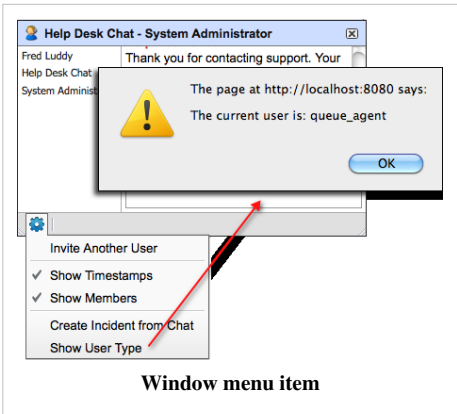 Help Desk Chat - System Administrator
Fred Luddy
Thank you for contacting support. Your
Help Desk Chat
System Administ
The page at http://localhost:8080 says:
The current user is: queue_agent
OK
Invite Another User
Show Timestamps
Show Members
Create Incident from Chat
Show User Type
Window menu item